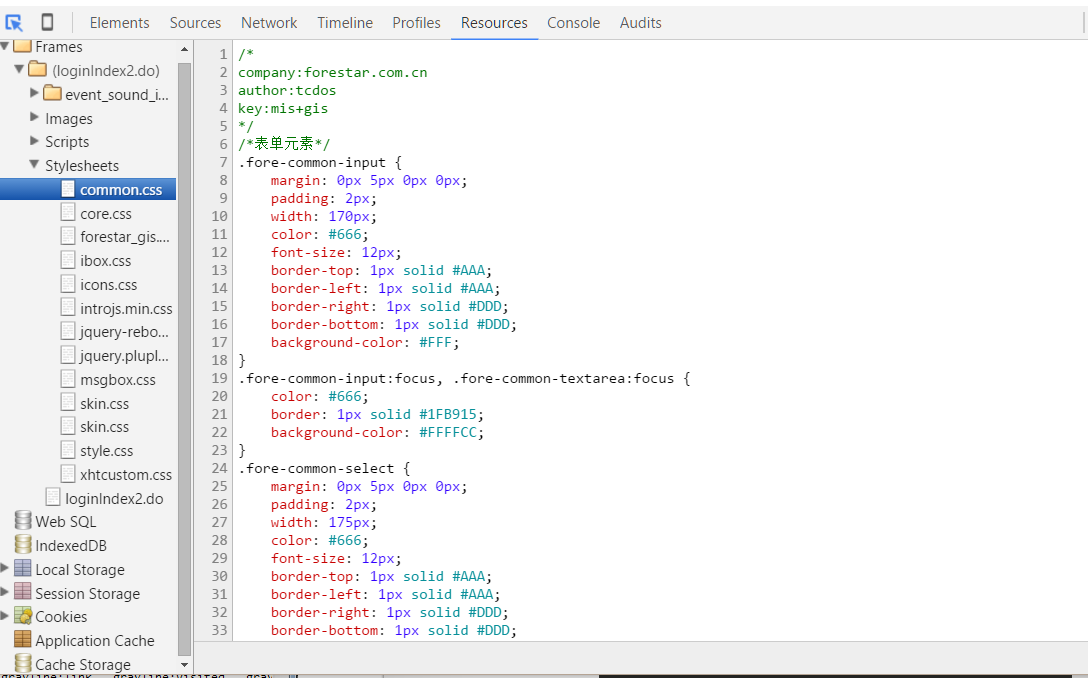 Elements Sources Network Timeline Profiles Resources Console Audits
Frames
(loginIndex2.do)
event_sound_i...
Images
Scripts
Stylesheets
common.css
core.css
forestar_gis....
ibox.css
icons.css
introjs.min.css
jquery-rebo...
jquery.plupl...
msgbox.css
skin.css
skin.css
style.css
xhtcustom.css
loginIndex2.do
Web SQL
IndexedDB
Local Storage
Session Storage
Cookies
Application Cache
Cache Storage
1 /*
2 company:forestar.com.cn
3 author:tcdos
4 key:mis+gis
5 */
6 /*表单元素*/
7 .fore-common-input {
8 margin: 0px 5px 0px 0px;
9 padding: 2px;
10 width: 170px;
11 color: #666;
12 font-size: 12px;
13 border-top: 1px solid #AAA;
14 border-left: 1px solid #AAA;
15 border-right: 1px solid #DDD;
16 border-bottom: 1px solid #DDD;
17 background-color: #FFF;
18 }
19 .fore-common-input:focus, .fore-common-textarea:focus {
20 color: #666;
21 border: 1px solid #1FB915;
22 background-color: #FFFFCC;
23 }
24 .fore-common-select {
25 margin: 0px 5px 0px 0px;
26 padding: 2px;
27 width: 175px;
28 color: #666;
29 font-size: 12px;
30 border-top: 1px solid #AAA;
31 border-left: 1px solid #AAA;
32 border-right: 1px solid #DDD;
33 border-bottom: 1px solid #DDD;